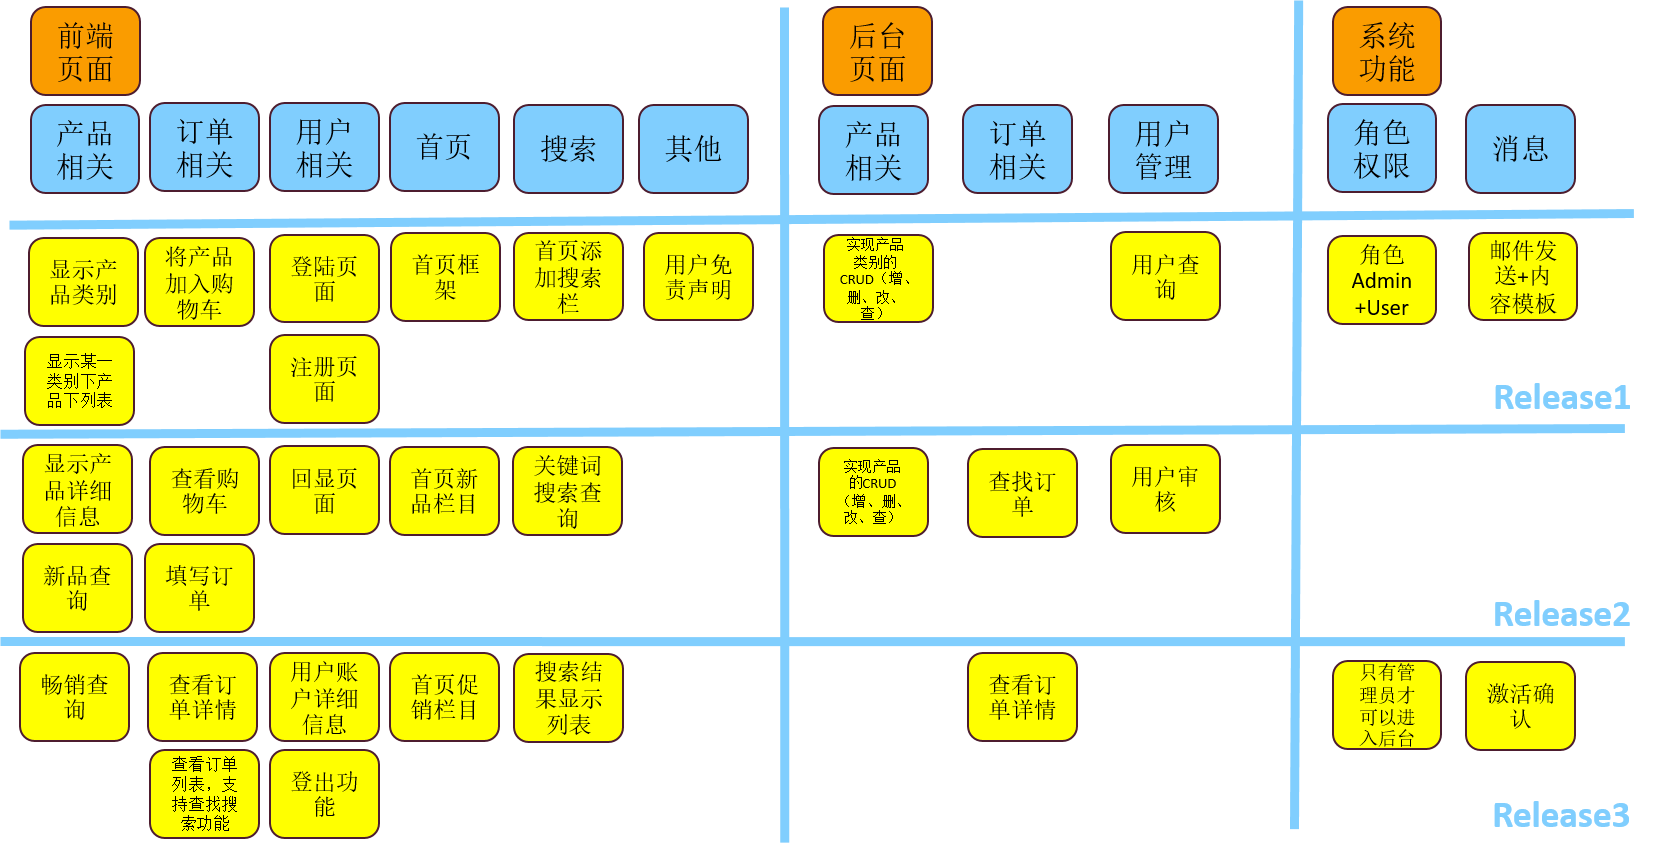 前端
页面
后台
页面
系统
功能
产品
相关
订单
相关
用户
相关
首页
搜索
其他
产品
相关
订单
相关
用户
管理
角色
权限
消息
显示产
品类别
将产品
加入购
物车
登陆页
面
首页框
架
首页添
加搜索
栏
用户免
责声明
实现产品
类别的
CRUD（增、
删、改、
查）
用户查
询
角色
Admin
+User
邮件发
送+内
容模板
显示某一
类别下产
品下列表
注册页
面
Release1
显示产
品详细
信息
查看购
物车
回显页
面
首页新
品栏目
关键词
搜索查
询
实现产品
的CRUD
（增、删、
改、查）
查找订
单
用户审
核
新品查
询
填写订
单
Release2
畅销查
询
查看订
单详情
用户账
户详细
信息
首页促
销栏目
搜索结
果显示
列表
查看订
单详情
只有管
理员才
可以进
入后台
激活确
认
查看订单
列表，支
持查找搜
索功能
登出功
能
Release3